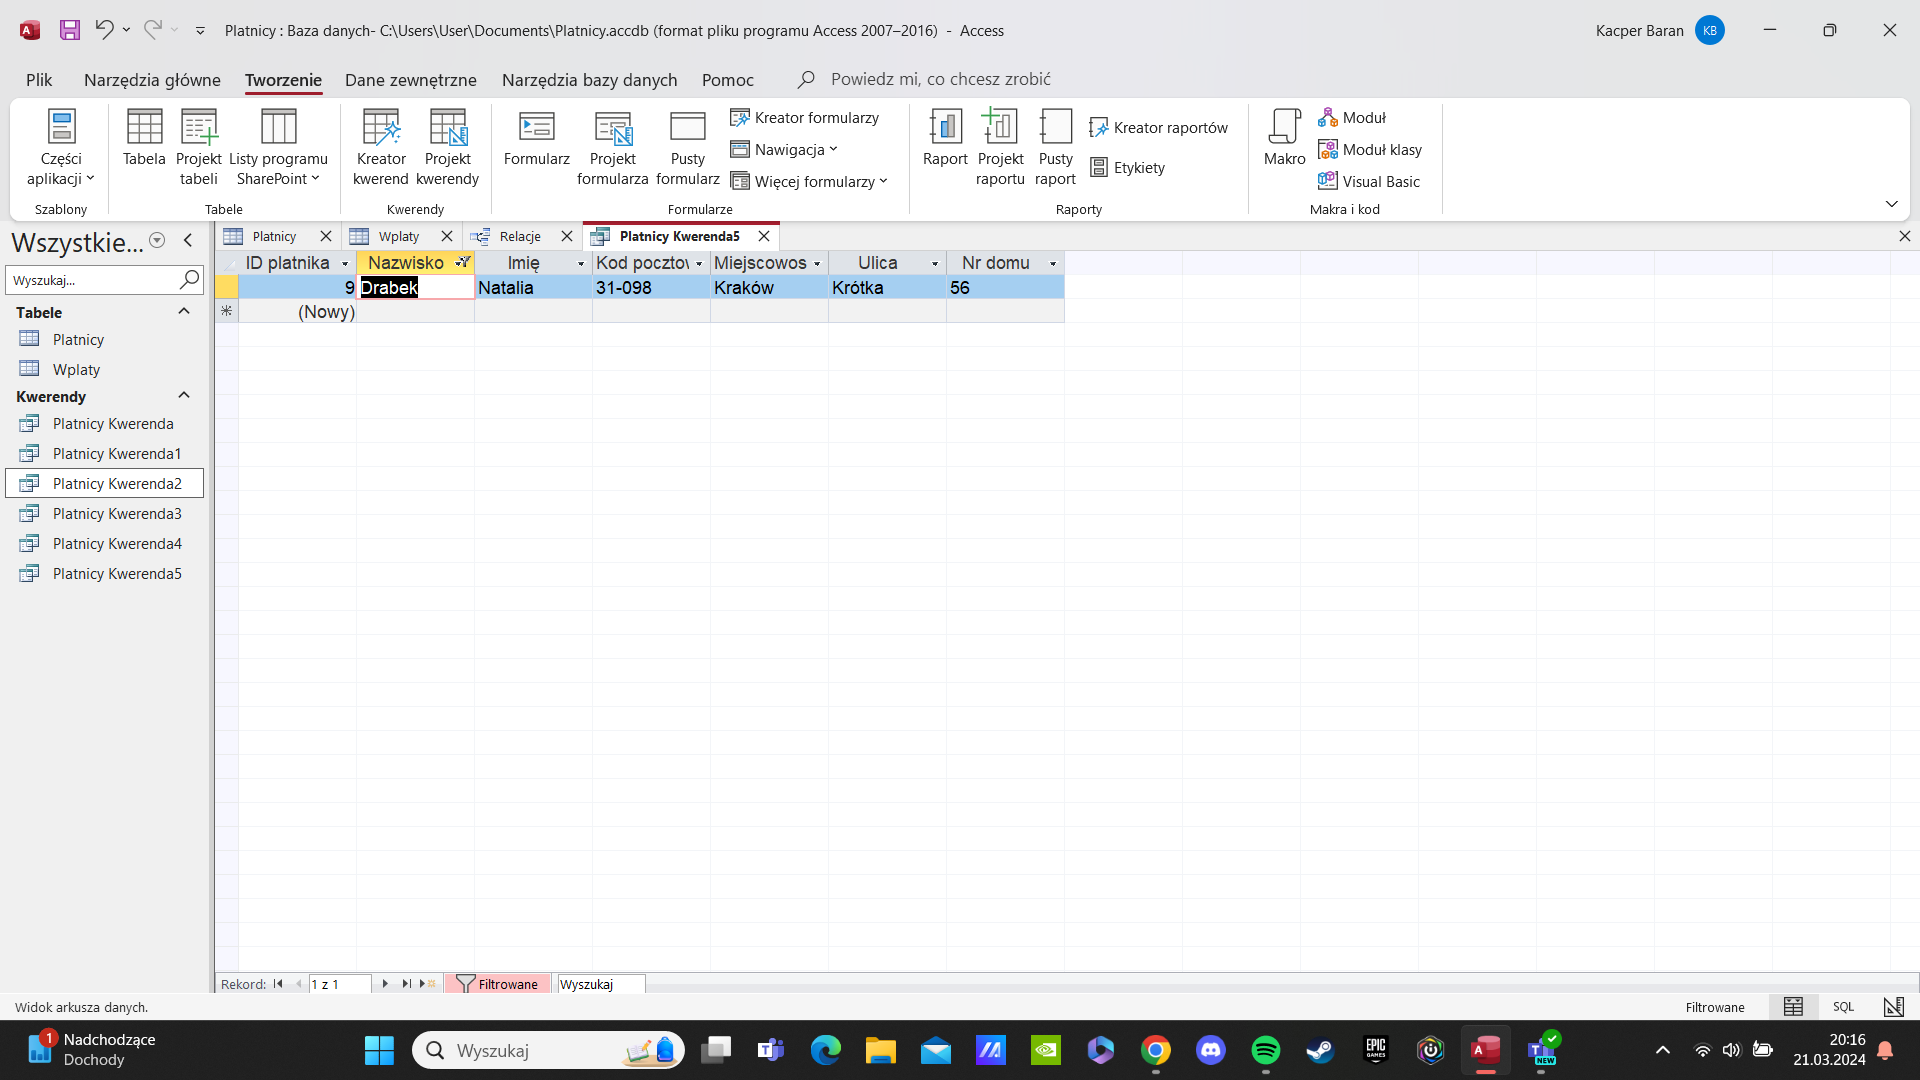 Platnicy : Baza danych- C:\Users\User\Documents\Platnicy.accdb (format pliku programu Access 2007–2016)  -  Access
Kacper Baran
KB
Plik
Narzędzia główne
Tworzenie
Dane zewnętrzne
Narzędzia bazy danych
Pomoc
Powiedz mi, co chcesz zrobić
Części
aplikacji
Szablony
Tabela
Projekt
tabeli
Listy programu
SharePoint
Tabele
Kreator
kwerend
Projekt
kwerendy
Kwerendy
Formularz
Projekt
formularza
Pusty
formularz
Kreator formularzy
Nawigacja
Więcej formularzy
Formularze
Raport
Projekt
raportu
Pusty
raport
Kreator raportów
Etykiety
Raporty
Makro
Moduł
Moduł klasy
Visual Basic
Makra i kod
Wszystkie...
Wyszukaj...
Tabele
Platnicy
Wplaty
Kwerendy
Platnicy Kwerenda
Platnicy Kwerenda1
Platnicy Kwerenda2
Platnicy Kwerenda3
Platnicy Kwerenda4
Platnicy Kwerenda5
Platnicy
Wplaty
Relacje
Platnicy Kwerenda5
ID platnika Nazwisko Imię Kod pocztov Miejscowos Ulica Nr domu
9 Drabek Natalia 31-098 Kraków Krótka 56
(Nowy)
Rekord: 1 z 1 Filtrowane Wyszukaj
Widok arkusza danych.
Filtrowane
SQL
1
Nadchodzące
Dochody
Wyszukaj
EPIC
GAMES
NEW
20:16
21.03.2024